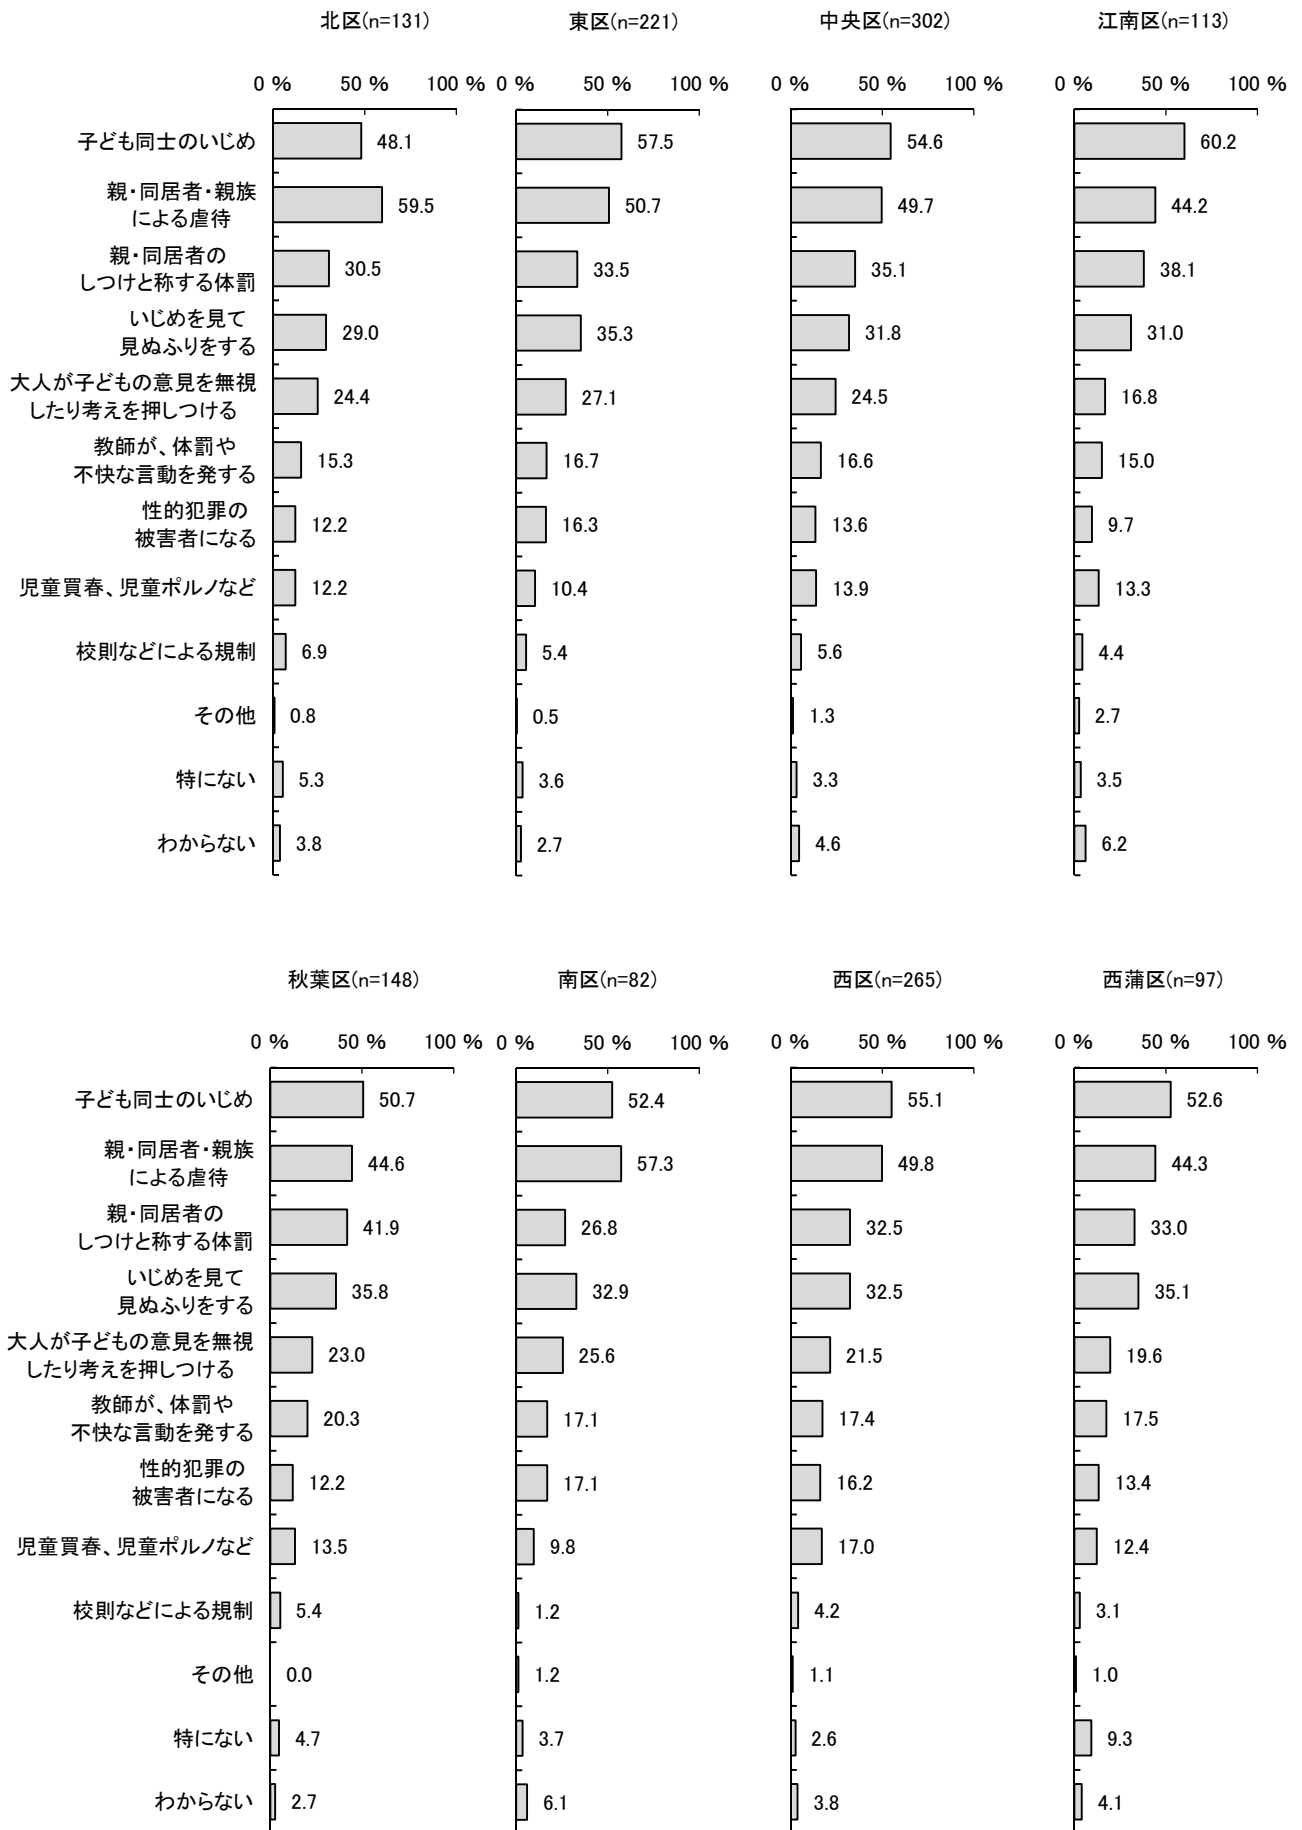 北区(n=131) 東区(n=221) 中央区(n=302) 江南区(n=113)
0 % 50 % 100 % 0 % 50 % 100 % 0 % 50 % 100 % 0 % 50 % 100 %
子ども同士のいじめ 48.1 57.5 54.6 60.2
親・同居者・親族
による虐待 59.5 50.7 49.7 44.2
親・同居者の
しつけと称する体罰 30.5 33.5 35.1 38.1
いじめを見て
見ぬふりをする 29.0 35.3 31.8 31.0
大人が子どもの意見を無視
したり考えを押しつける 24.4 27.1 24.5 16.8
教師が、体罰や
不快な言動を発する 15.3 16.7 16.6 15.0
性的犯罪の
被害者になる 12.2 16.3 13.6 9.7
児童買春、児童ポルノなど 12.2 10.4 13.9 13.3
校則などによる規制 6.9 5.4 5.6 4.4
その他 0.8 0.5 1.3 2.7
特にない 5.3 3.6 3.3 3.5
わからない 3.8 2.7 4.6 6.2
秋葉区(n=148) 南区(n=82) 西区(n=265) 西蒲区(n=97)
0 % 50 % 100 % 0 % 50 % 100 % 0 % 50 % 100 % 0 % 50 % 100 %
子ども同士のいじめ 50.7 52.4 55.1 52.6
親・同居者・親族
による虐待 44.6 57.3 49.8 44.3
親・同居者の
しつけと称する体罰 41.9 26.8 32.5 33.0
いじめを見て
見ぬふりをする 35.8 32.9 32.5 35.1
大人が子どもの意見を無視
したり考えを押しつける 23.0 25.6 21.5 19.6
教師が、体罰や
不快な言動を発する 20.3 17.1 17.4 17.5
性的犯罪の
被害者になる 12.2 17.1 16.2 13.4
児童買春、児童ポルノなど 13.5 9.8 17.0 12.4
校則などによる規制 5.4 1.2 4.2 3.1
その他 0.0 1.2 1.1 1.0
特にない 4.7 3.7 2.6 9.3
わからない 2.7 6.1 3.8 4.1